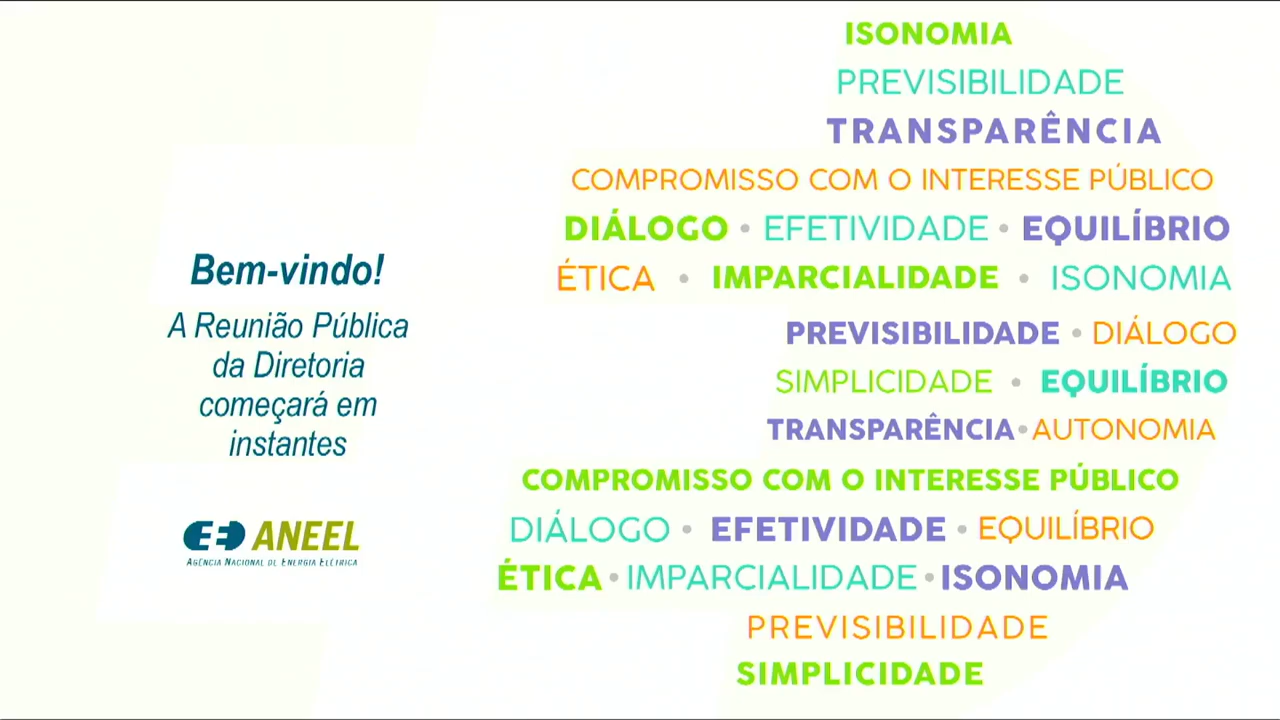 Bem-vindo!
A Reunião Pública
da Diretoria
começará em
instantes
ANEEL
AGÊNCIA NACIONAL DE ENERGIA ELÉTRICA
ISONOMIA
PREVISIBILIDADE
TRANSPARÊNCIA
COMPROMISSO COM O INTERESSE PÚBLICO
DIÁLOGO • EFETIVIDADE • EQUILÍBRIO
ÉTICA • IMPARCIALIDADE • ISONOMIA
PREVISIBILIDADE • DIÁLOGO
SIMPLICIDADE • EQUILÍBRIO
TRANSPARÊNCIA • AUTONOMIA
COMPROMISSO COM O INTERESSE PÚBLICO
DIÁLOGO • EFETIVIDADE • EQUILÍBRIO
ÉTICA • IMPARCIALIDADE • ISONOMIA
PREVISIBILIDADE
SIMPLICIDADE